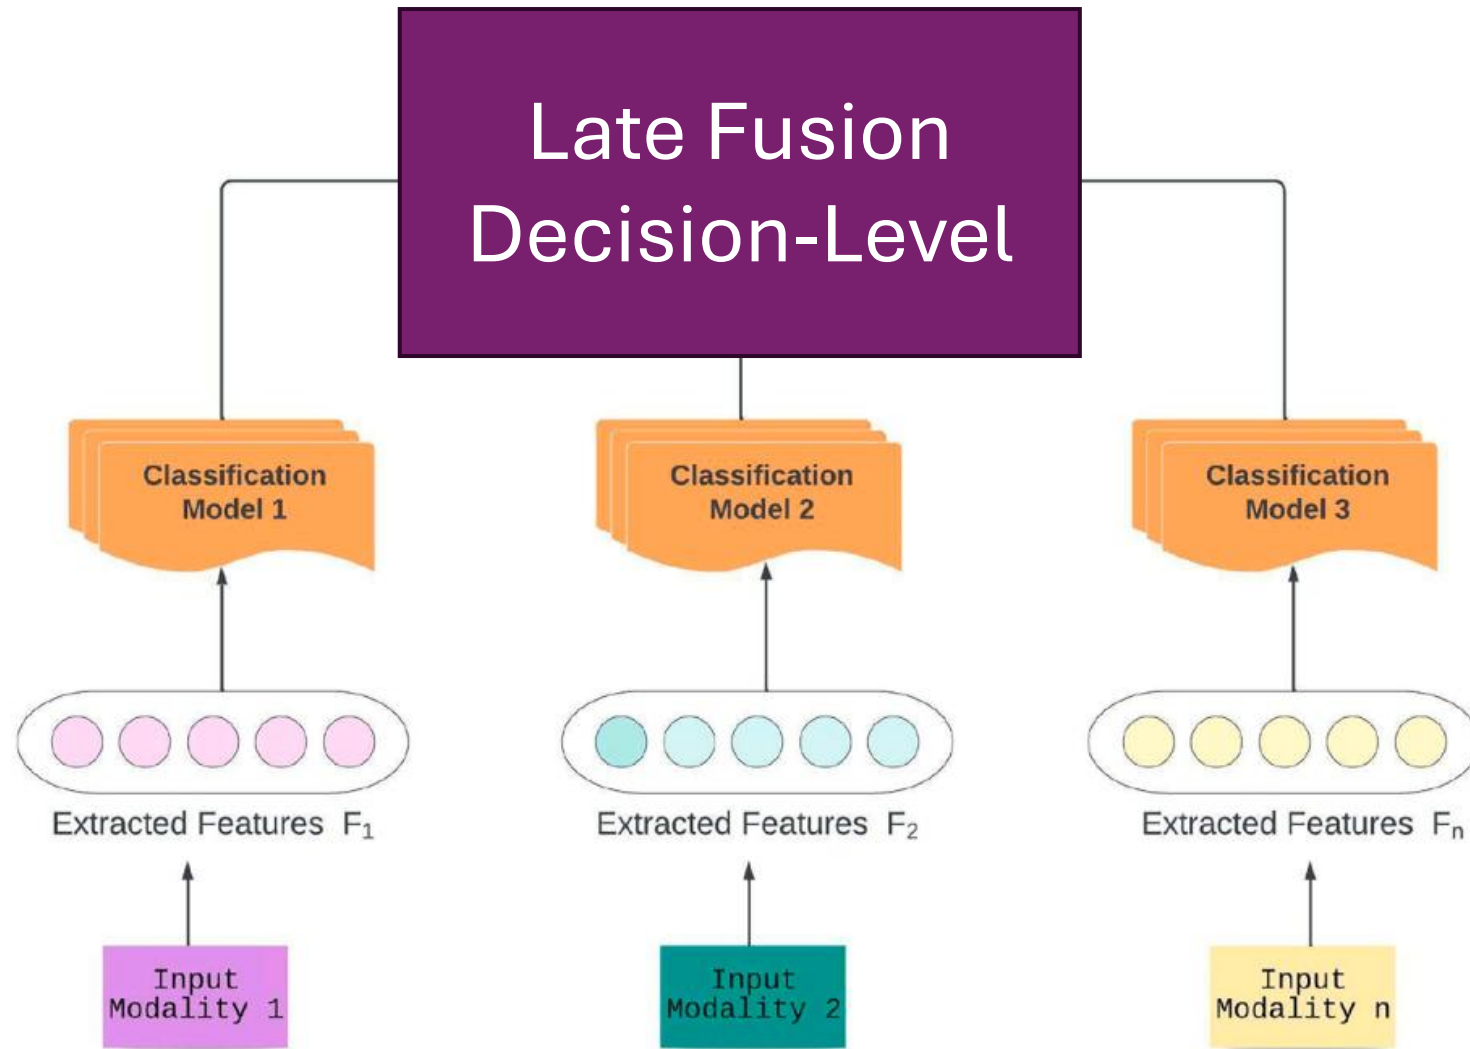 Late Fusion
Decision-Level
Classification
Model 1
Classification
Model 2
Classification
Model 3
Extracted Features F₁
Extracted Features F₂
Extracted Features Fₙ
Input
Modality 1
Input
Modality 2
Input
Modality n